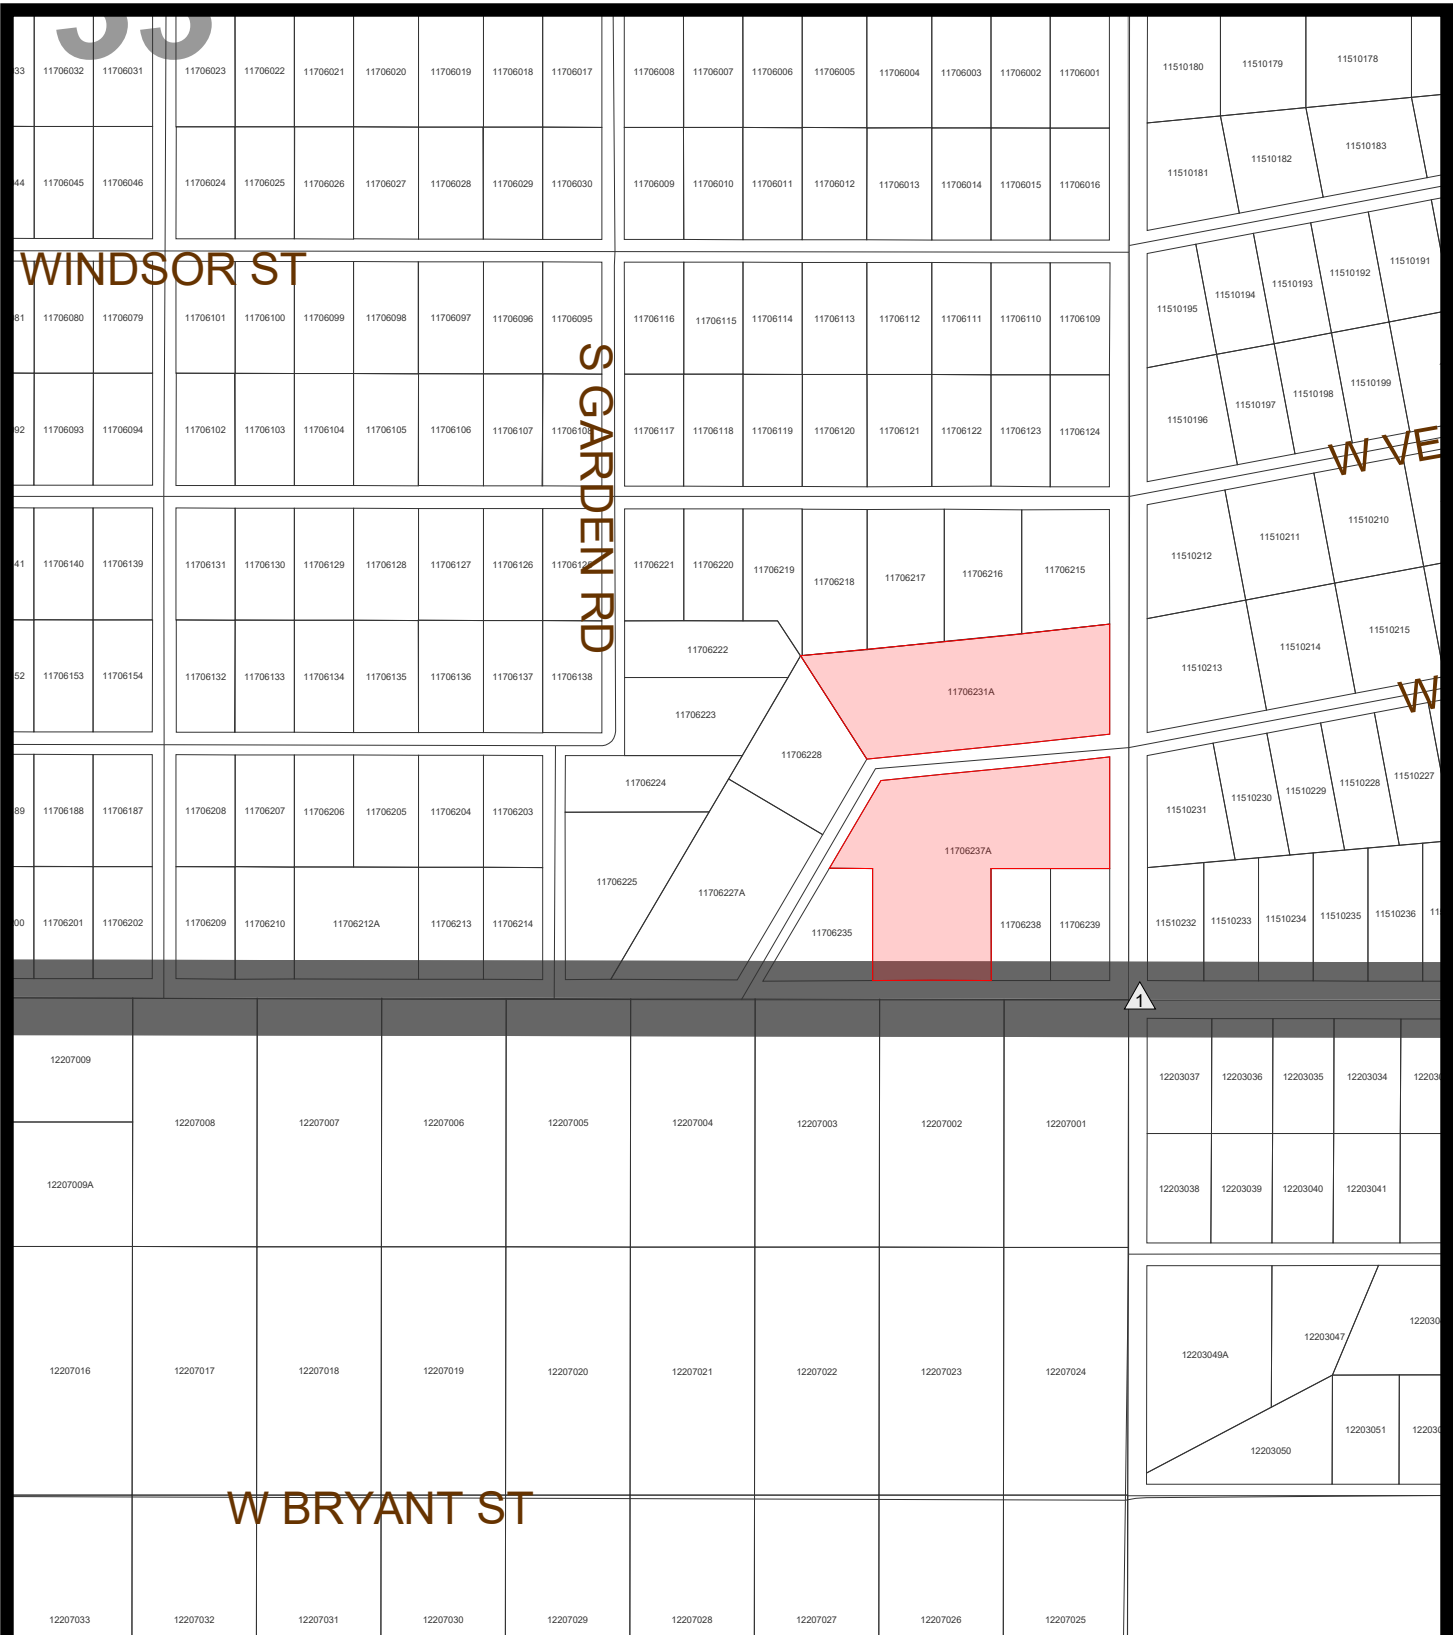 11706032 11706031 11706023 11706022 11706021 11706020 11706019 11706018 11706017 11706008 11706007 11706006 11706005 11706004 11706003 11706002 11706001 11510180 11510179 11510178
11706045 11706046 11706024 11706025 11706026 11706027 11706028 11706029 11706030 11706009 11706010 11706011 11706012 11706013 11706014 11706015 11706016 11510181 11510182 11510183
WINDSOR ST
11510195 11510194 11510193 11510192 11510191
11706080 11706079 11706101 11706100 11706099 11706098 11706097 11706096 11706095 11706116 11706115 11706114 11706113 11706112 11706111 11706110 11706109
S GARDEN RD
11706093 11706094 11706102 11706103 11706104 11706105 11706106 11706107 11706108 11706117 11706118 11706119 11706120 11706121 11706122 11706123 11706124 11510196 11510197 11510198 11510199
W VE
11706140 11706139 11706131 11706130 11706129 11706128 11706127 11706126 11706221 11706220 11706219 11706218 11706217 11706216 11706215 11510212 11510211 11510210
11706153 11706154 11706132 11706133 11706134 11706135 11706136 11706137 11706138 11706222 11706231A 11510213 11510214 11510215
W
11706223
11706228
11706224
11706188 11706187 11706208 11706207 11706206 11706205 11706204 11706203 11510231 11510230 11510229 11510228 11510227
11706237A
11706225 11706227A
11706201 11706202 11706209 11706210 11706212A 11706213 11706214 11706235 11706238 11706239 11510232 11510233 11510234 11510235 11510236
1
12207009 12203037 12203036 12203035 12203034
12207008 12207007 12207006 12207005 12207004 12207003 12207002 12207001
12207009A 12203038 12203039 12203040 12203041
12203049A 12203047
12207016 12207017 12207018 12207019 12207020 12207021 12207022 12207023 12207024
12203050 12203051
W BRYANT ST
12207033 12207032 12207031 12207030 12207029 12207028 12207027 12207026 12207025